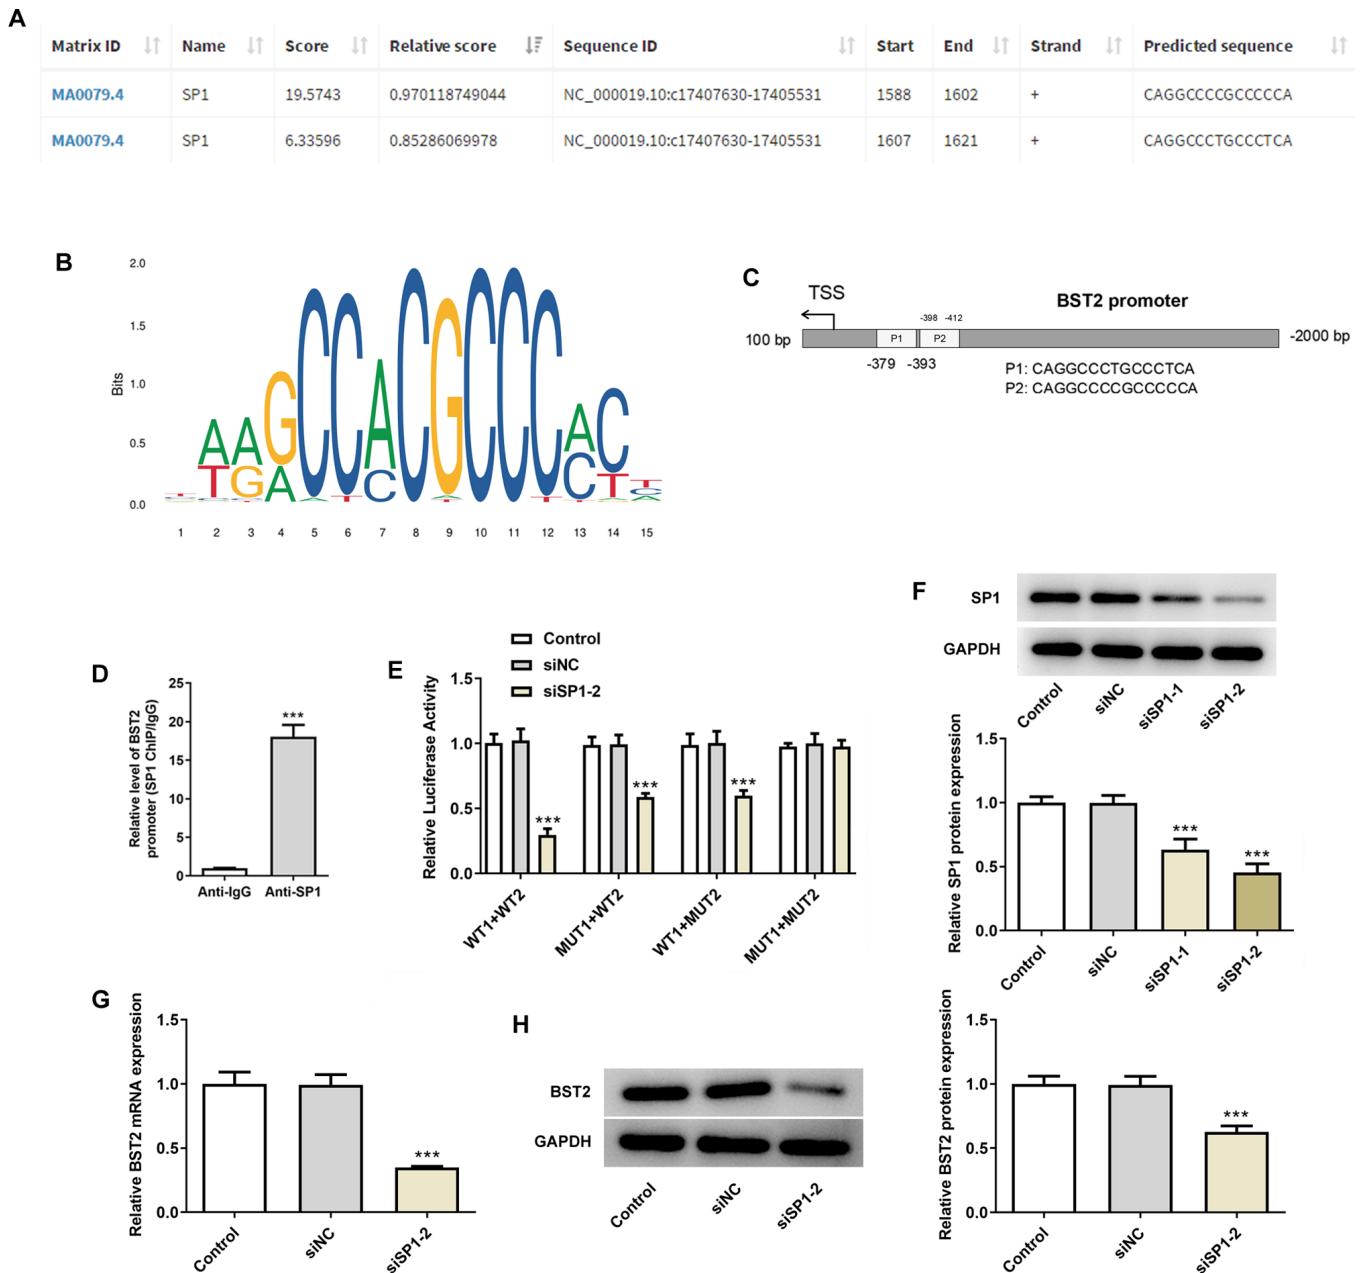 A
Matrix ID Name Score Relative score Sequence ID Start End Strand Predicted sequence
MA0079.4 SP1 19.5743 0.970118749044 NC_000019.10:c17407630-17405531 1588 1602 + CAGGCCCCGCCCCCA
MA0079.4 SP1 6.33596 0.85286069978 NC_000019.10:c17407630-17405531 1607 1621 + CAGGCCCTGCCCTCA
B
Bits
2.0
1.5
1.0
0.5
0.0
1 2 3 4 5 6 7 8 9 10 11 12 13 14 15
C
TSS
BST2 promoter
-398 -412
100 bp P1 P2 -2000 bp
-379 -393
P1: CAGGCCCTGCCCTCA
P2: CAGGCCCCGCCCCCA
D
Relative level of BST2
promoter (SP1 ChIP/IgG)
25
20
15
10
5
0
***
Anti-IgG Anti-SP1
E
Control
siNC
siSP1-2
Relative Luciferase Activity
1.5
1.0
0.5
0.0
*** *** ***
WT1+WT2 MUT1+WT2 WT1+MUT2 MUT1+MUT2
F
SP1
GAPDH
Control siNC siSP1-1 siSP1-2
Relative SP1 protein expression
1.5
1.0
0.5
0.0
*** ***
Control siNC siSP1-1 siSP1-2
G
Relative BST2 mRNA expression
1.5
1.0
0.5
0.0
***
Control siNC siSP1-2
H
BST2
GAPDH
Control siNC siSP1-2
Relative BST2 protein expression
1.5
1.0
0.5
0.0
***
Control siNC siSP1-2